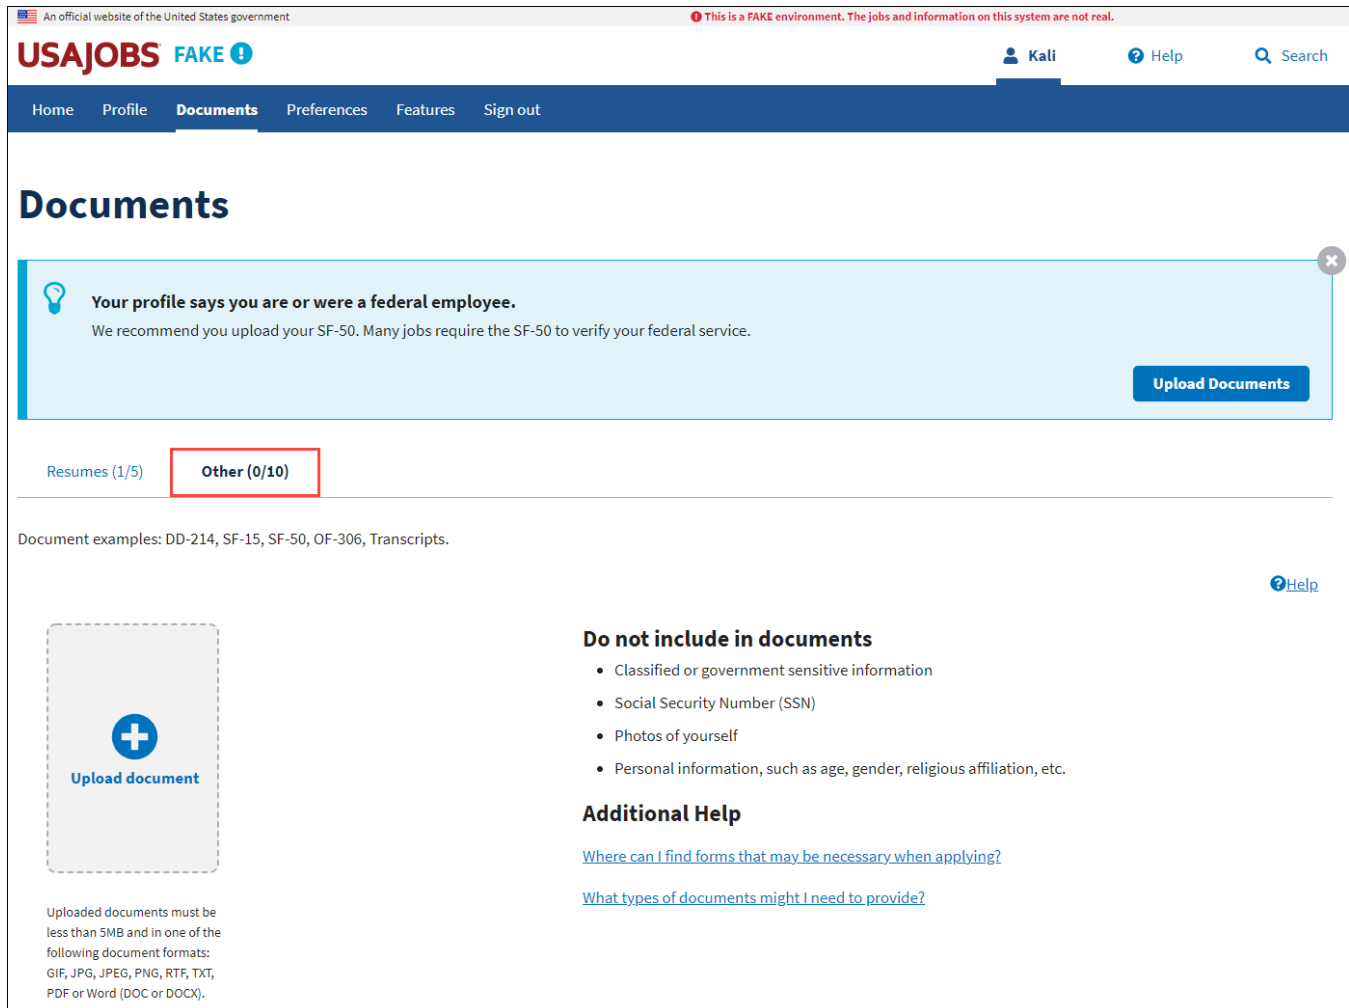 An official website of the United States government
This is a FAKE environment. The jobs and information on this system are not real.
USAJOBS FAKE
Kali
Help
Search
Home Profile Documents Preferences Features Sign out
Documents
Your profile says you are or were a federal employee.
We recommend you upload your SF-50. Many jobs require the SF-50 to verify your federal service.
Upload Documents
Resumes (1/5)
Other (0/10)
Document examples: DD-214, SF-15, SF-50, OF-306, Transcripts.
Help
Upload document
Uploaded documents must be
less than 5MB and in one of the
following document formats:
GIF, JPG, JPEG, PNG, RTF, TXT,
PDF or Word (DOC or DOCX).
Do not include in documents
Classified or government sensitive information
Social Security Number (SSN)
Photos of yourself
Personal information, such as age, gender, religious affiliation, etc.
Additional Help
Where can I find forms that may be necessary when applying?
What types of documents might I need to provide?